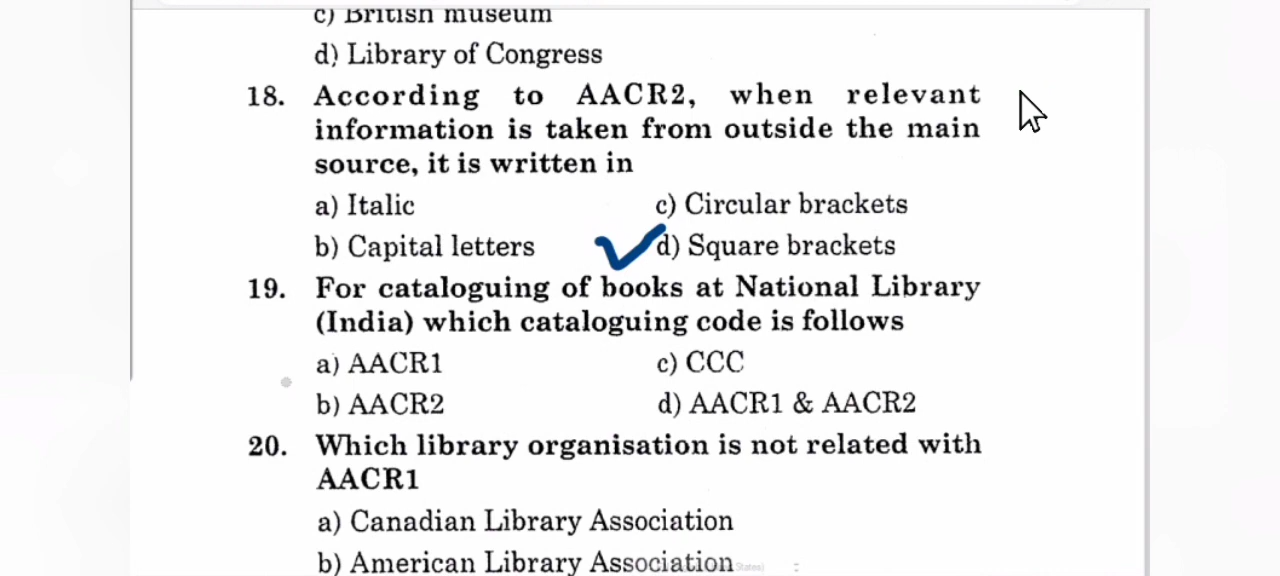 c) British museum
d) Library of Congress
18. According to AACR2, when relevant
information is taken from outside the main
source, it is written in
a) Italic c) Circular brackets
b) Capital letters d) Square brackets
19. For cataloguing of books at National Library
(India) which cataloguing code is follows
a) AACR1 c) CCC
b) AACR2 d) AACR1 & AACR2
20. Which library organisation is not related with
AACR1
a) Canadian Library Association
b) American Library Association